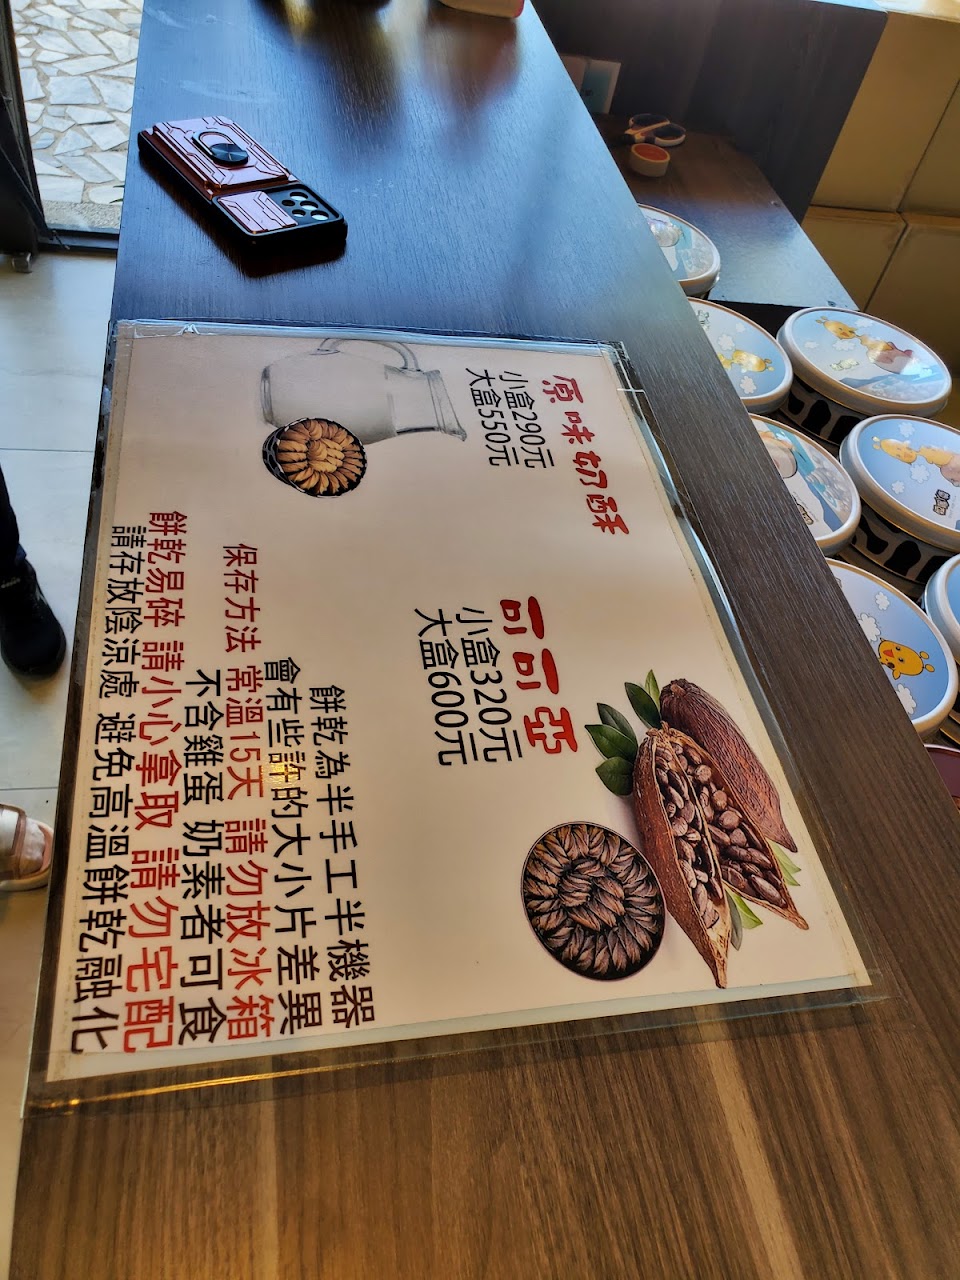 原味奶酥
小盒290元
大盒550元
可可亞
小盒320元
大盒600元
餅乾為半手工半機器
會有些許的大小片差異
保存方法 常溫15天 請勿放冰箱
不含雞蛋 奶素者可食
餅乾易碎 請小心拿取 請勿宅配
請存放陰涼處 避免高溫餅乾融化